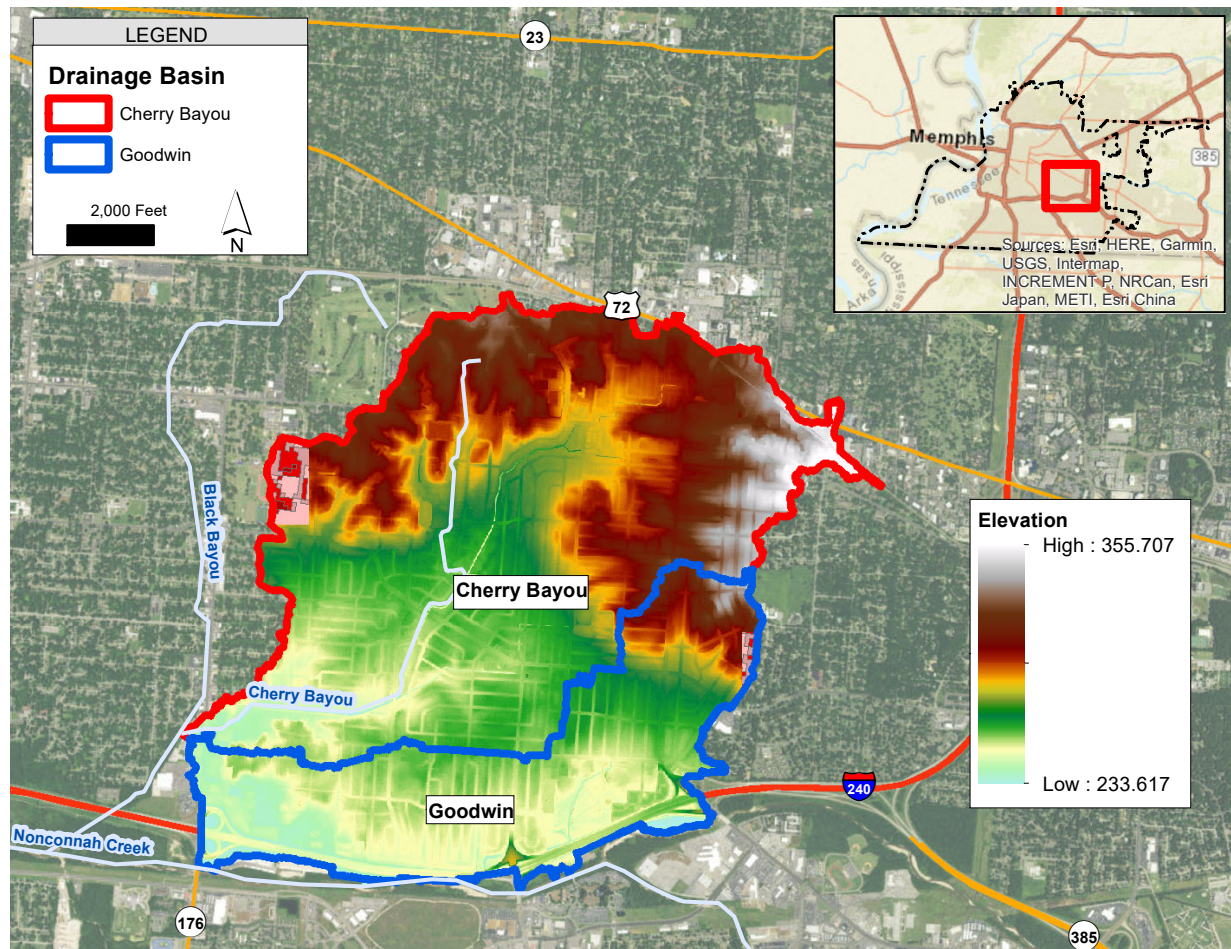 LEGEND
Drainage Basin
Cherry Bayou
Goodwin
2,000 Feet
N
23
72
Memphis
385
Tennessee
Mississippi
Arkansas
Sources: Esri, HERE, Garmin,
USGS, Intermap,
INCREMENT P, NRCan, Esri
Japan, METI, Esri China
Black Bayou
Elevation
High : 355.707
Low : 233.617
Cherry Bayou
Cherry Bayou
Goodwin
240
Nonconnah Creek
176
385